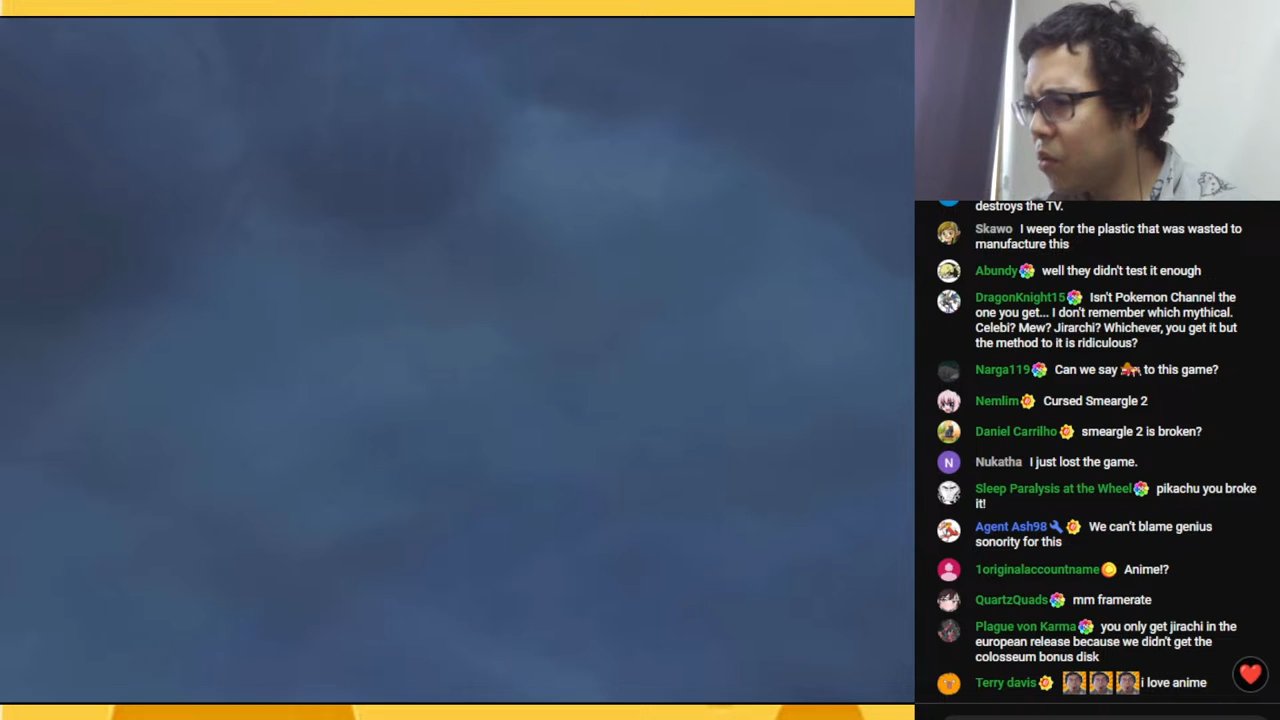 destroys the TV.
Skawo I weep for the plastic that was wasted to
manufacture this
Abundy well they didn't test it enough
DragonKnight15 Isn't Pokemon Channel the
one you get... I don't remember which mythical.
Celebi? Mew? Jirarchi? Whichever, you get it but
the method to it is ridiculous?
Narga119 Can we say to this game?
Nemlim Cursed Smeargle 2
Daniel Carrilho smeargle 2 is broken?
N Nukatha I just lost the game.
Sleep Paralysis at the Wheel pikachu you broke
it!
Agent Ash98 We can't blame genius
sonority for this
1originalaccountname Anime!?
QuartzQuads mm framerate
Plague von Karma you only get jirachi in the
european release because we didn't get the
colosseum bonus disk
Terry davis i love anime